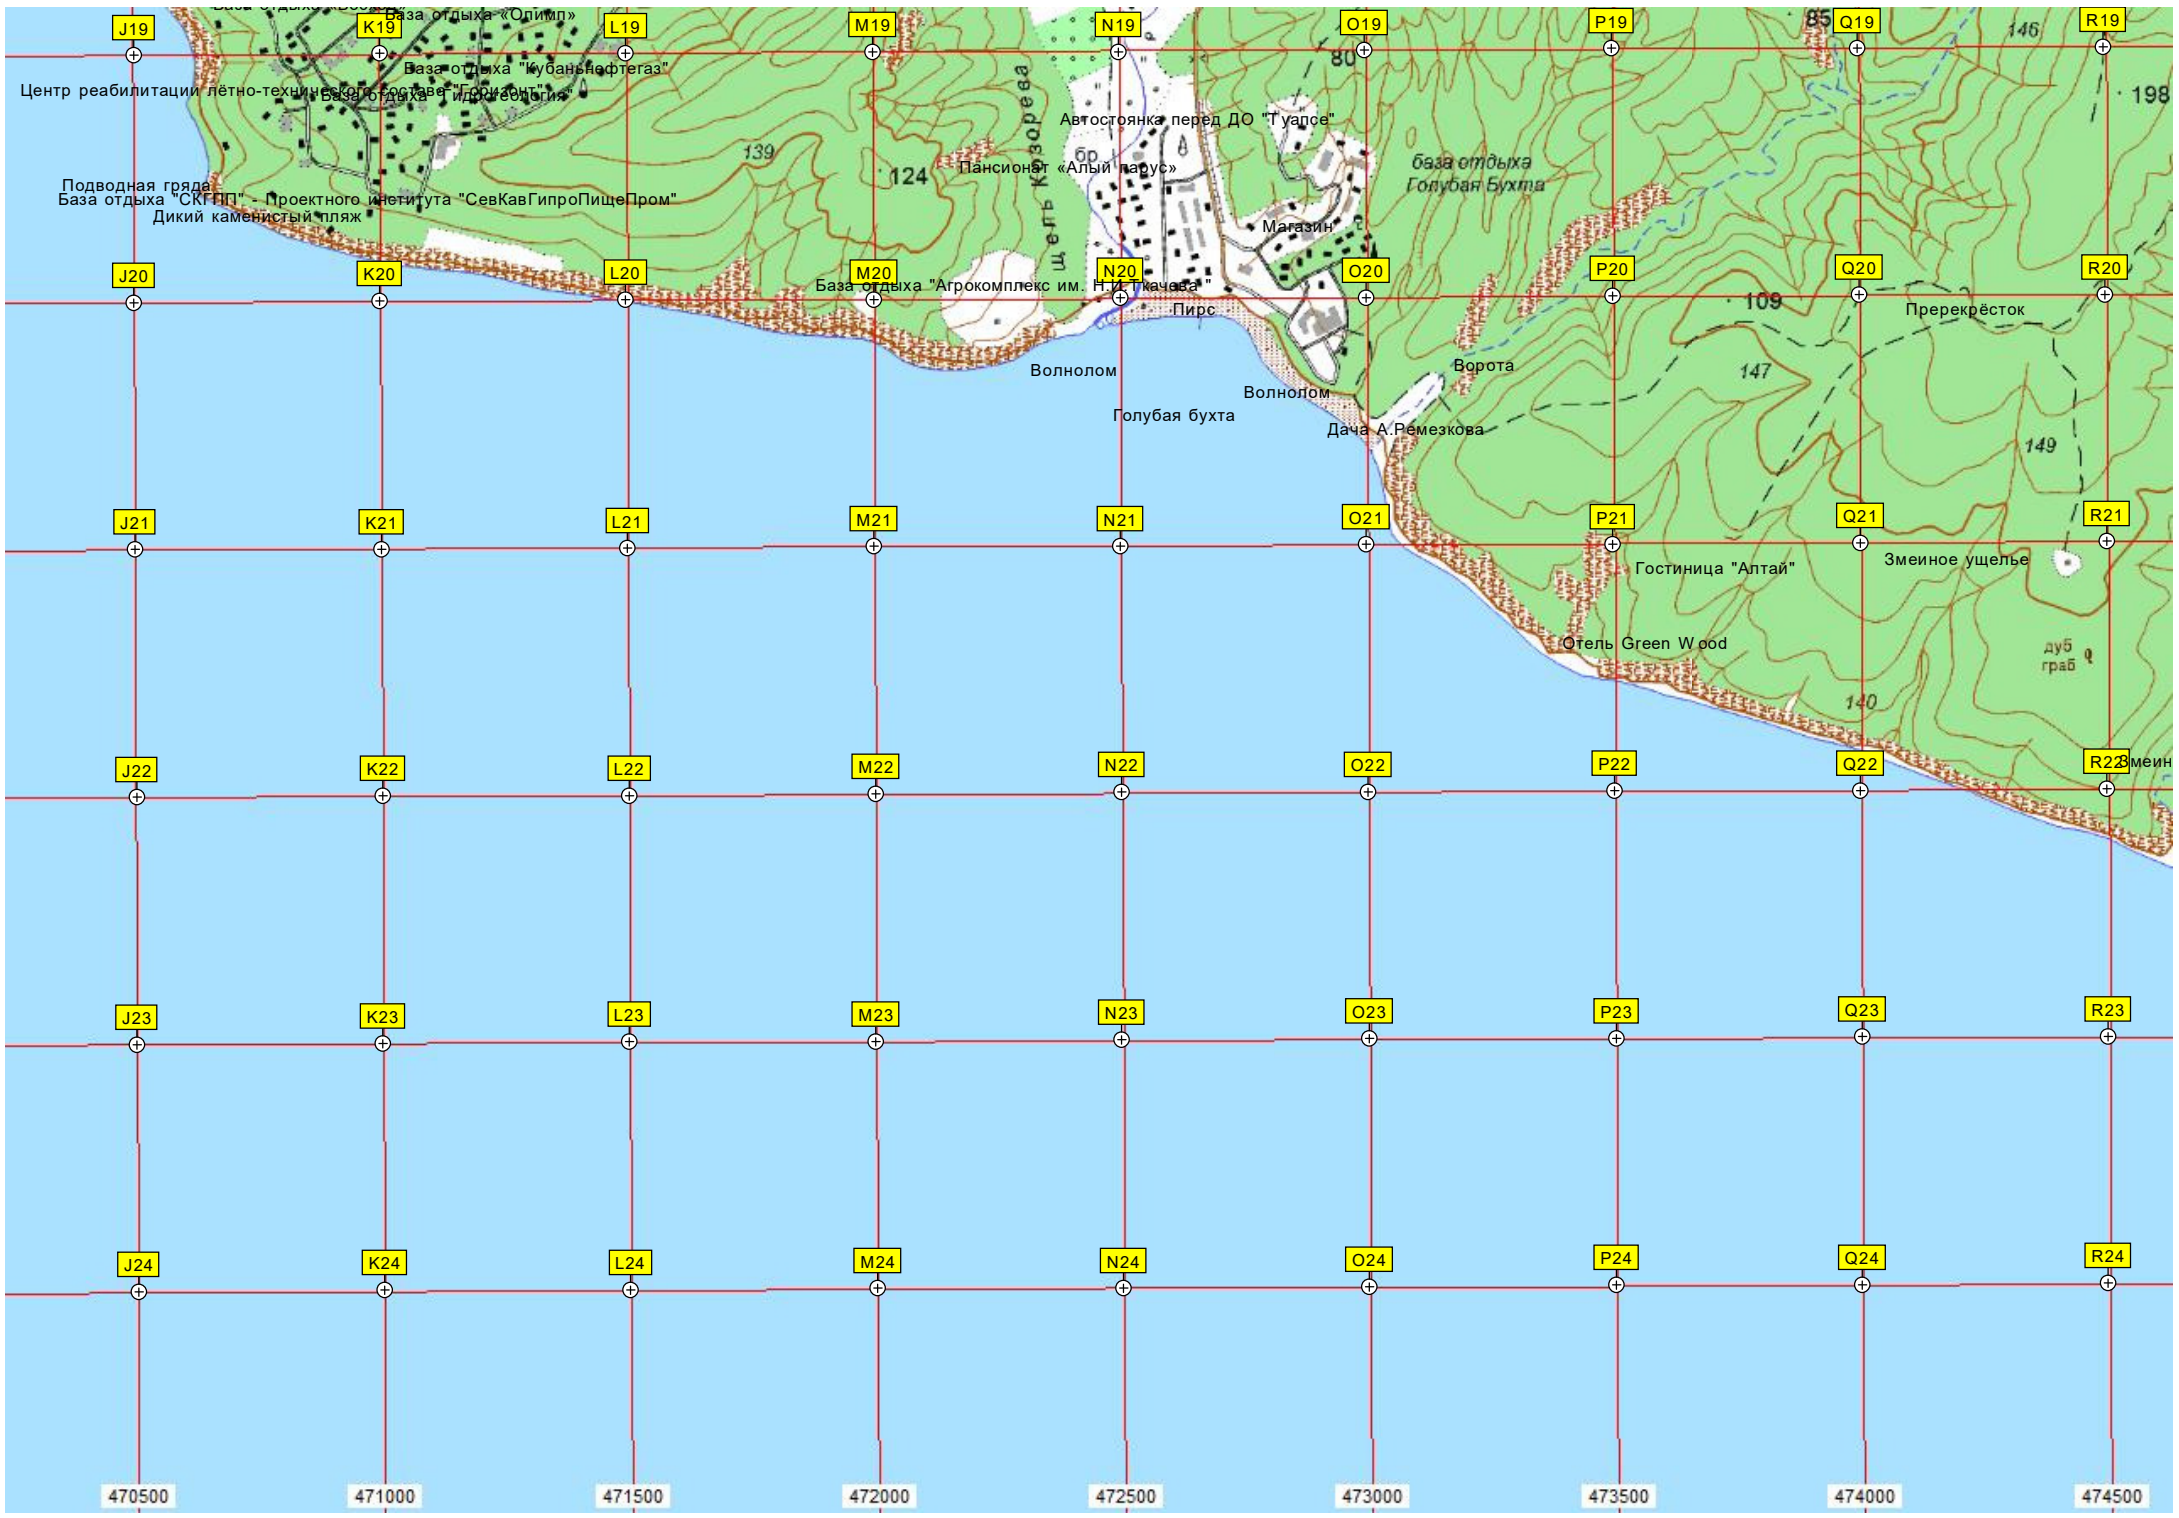 База отдыха «Олимп»
J19 K19 L19 M19 N19 O19 P19 Q19 R19
85
146
80
198
База отдыха "Кубаньнефтегаз"
Центр реабилитации лётно-технического состава "Горизонт"
База отдыха "Гидрогеология"
Щель Козорева
Автостоянка перед ДО "Туапсе"
139
бр
124
Пансионат «Алый парус»
база отдыха
Голубая Бухта
Подводная гряда
База отдыха "СКГПП" - Проектного института "СевКавГипроПищеПром"
Дикий каменистый пляж
Магазин
J20 K20 L20 M20 N20 O20 P20 Q20 R20
База отдыха "Агрокомплекс им. Н.И.Ткачева "
109
Пирс
Пререкрёсток
Волнолом
Ворота
147
Волнолом
Голубая бухта
Дача А.Ремезкова
149
J21 K21 L21 M21 N21 O21 P21 Q21 R21
Змеиное ущелье
Гостиница "Алтай"
Отель Green Wood
дуб
граб
140
J22 K22 L22 M22 N22 O22 P22 Q22 R22
Змеин
J23 K23 L23 M23 N23 O23 P23 Q23 R23
J24 K24 L24 M24 N24 O24 P24 Q24 R24
470500 471000 471500 472000 472500 473000 473500 474000 474500